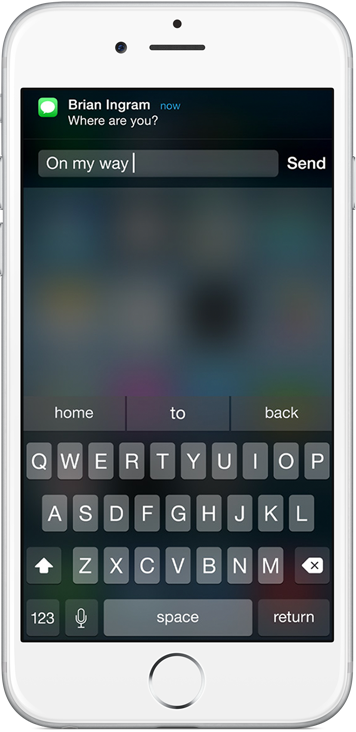 Brian Ingram now
Where are you?
On my way Send
home to back
Q W E R T Y U I O P
A S D F G H J K L
Z X C V B N M
123 space return